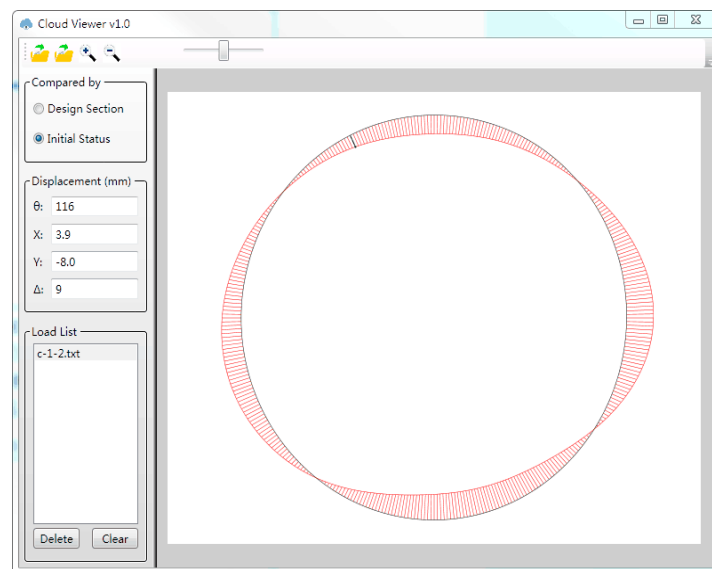 Cloud Viewer v1.0
Compared by
Design Section
Initial Status
Displacement (mm)
θ: 116
X: 3.9
Y: -8.0
Δ: 9
Load List
c-1-2.txt
Delete Clear